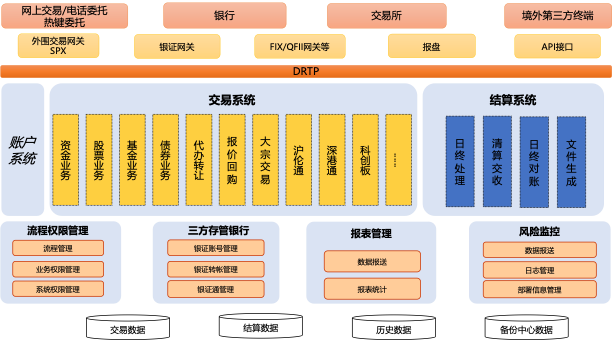 网上交易/电话委托
热键委托
银行
交易所
境外第三方终端
外围交易网关
SPX
银证网关
FIX/QFII网关等
报盘
API接口
DRTP
账户
系统
交易系统
资金业务
股票业务
基金业务
债券业务
代办转让
报价回购
大宗交易
沪伦通
深港通
科创板
...
结算系统
日终处理
清算交收
日终对账
文件生成
流程权限管理
流程管理
业务权限管理
系统权限管理
三方存管银行
银证账号管理
银证转帐管理
银证通管理
报表管理
数据报送
报表统计
风险监控
数据报送
日志管理
部署信息管理
交易数据
结算数据
历史数据
备份中心数据